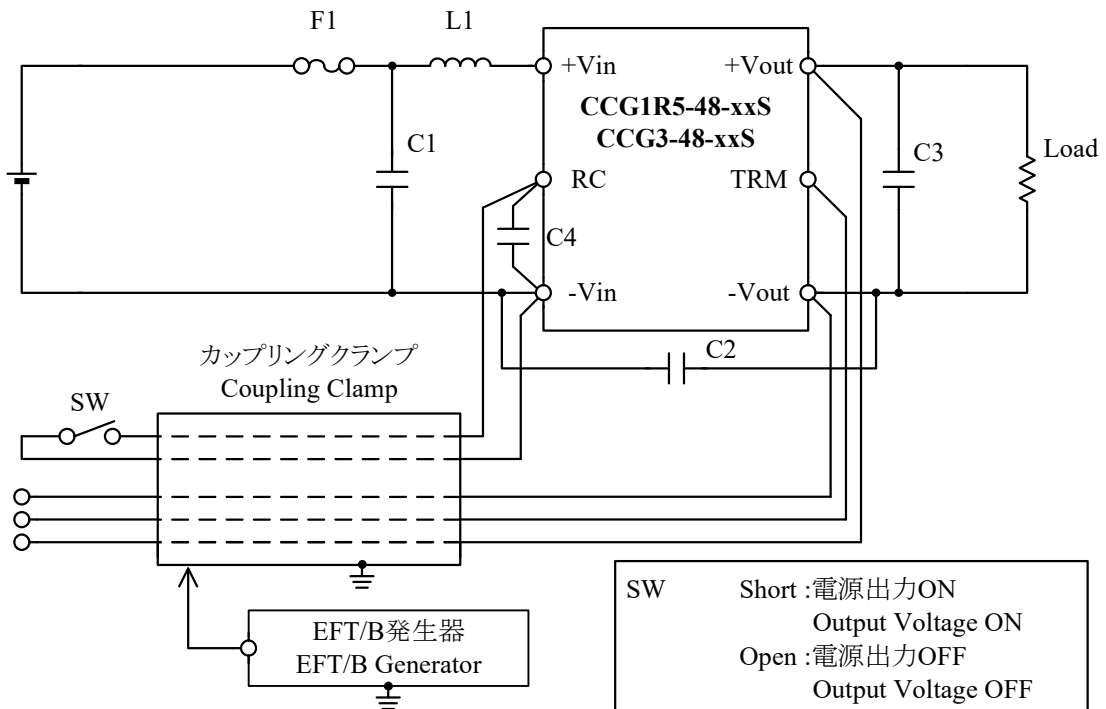 F1
L1
+Vin
+Vout
CCG1R5-48-xxS
CCG3-48-xxS
C1
C3
Load
RC
TRM
C4
-Vin
-Vout
C2
カップリングクランプ
Coupling Clamp
SW
EFT/B発生器
EFT/B Generator
SW Short :電源出力ON
Output Voltage ON
Open :電源出力OFF
Output Voltage OFF